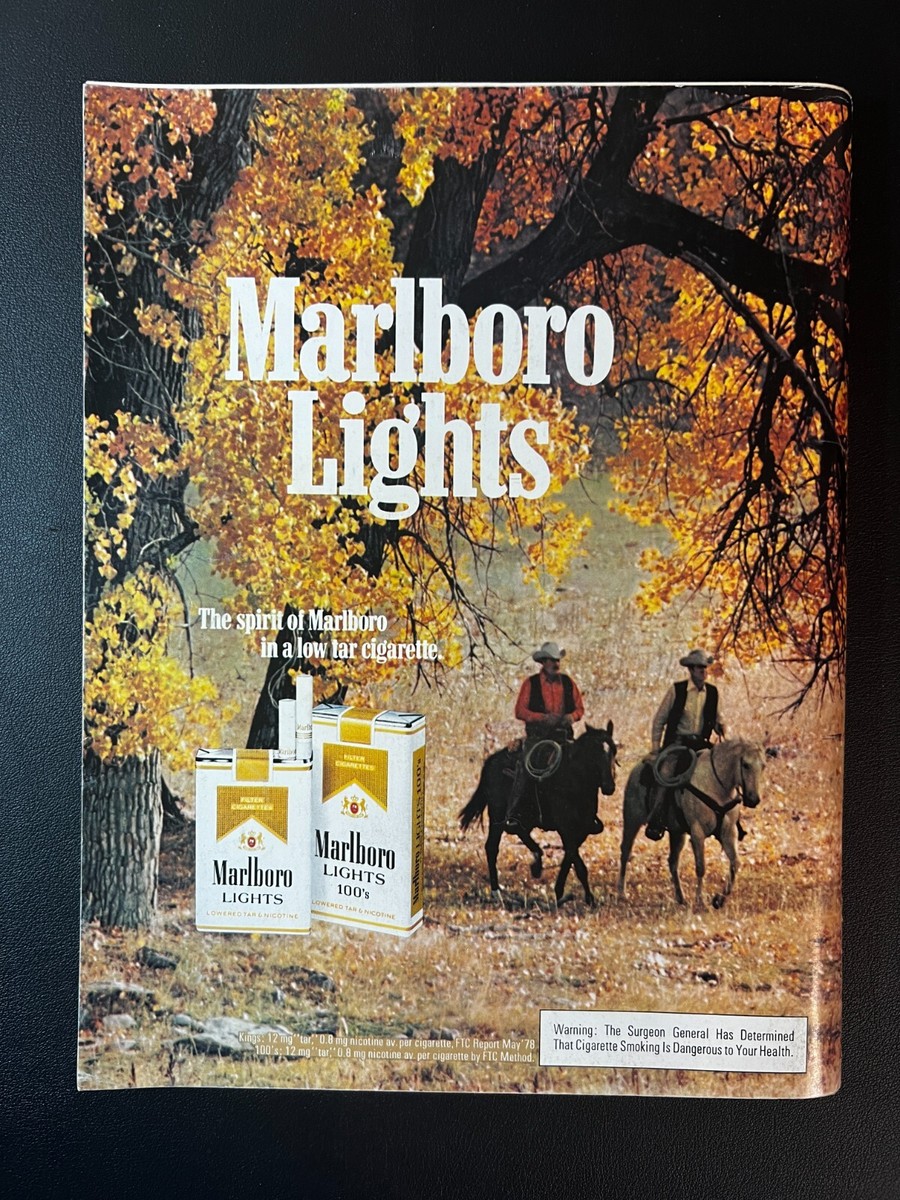 Marlboro
Lights
The spirit of Marlboro
in a low tar cigarette.
FILTER
CIGARETTES
Marlboro
LIGHTS
LOWERED TAR & NICOTINE
FILTER
CIGARETTES
Marlboro
LIGHTS
100's
LOWERED TAR & NICOTINE
Marlboro LIGHTS 100's
Kings: 12 mg "tar," 0.8 mg nicotine av. per cigarette, FTC Report May '78
100's: 12 mg "tar," 0.8 mg nicotine av. per cigarette by FTC Method.
Warning: The Surgeon General Has Determined
That Cigarette Smoking Is Dangerous to Your Health.